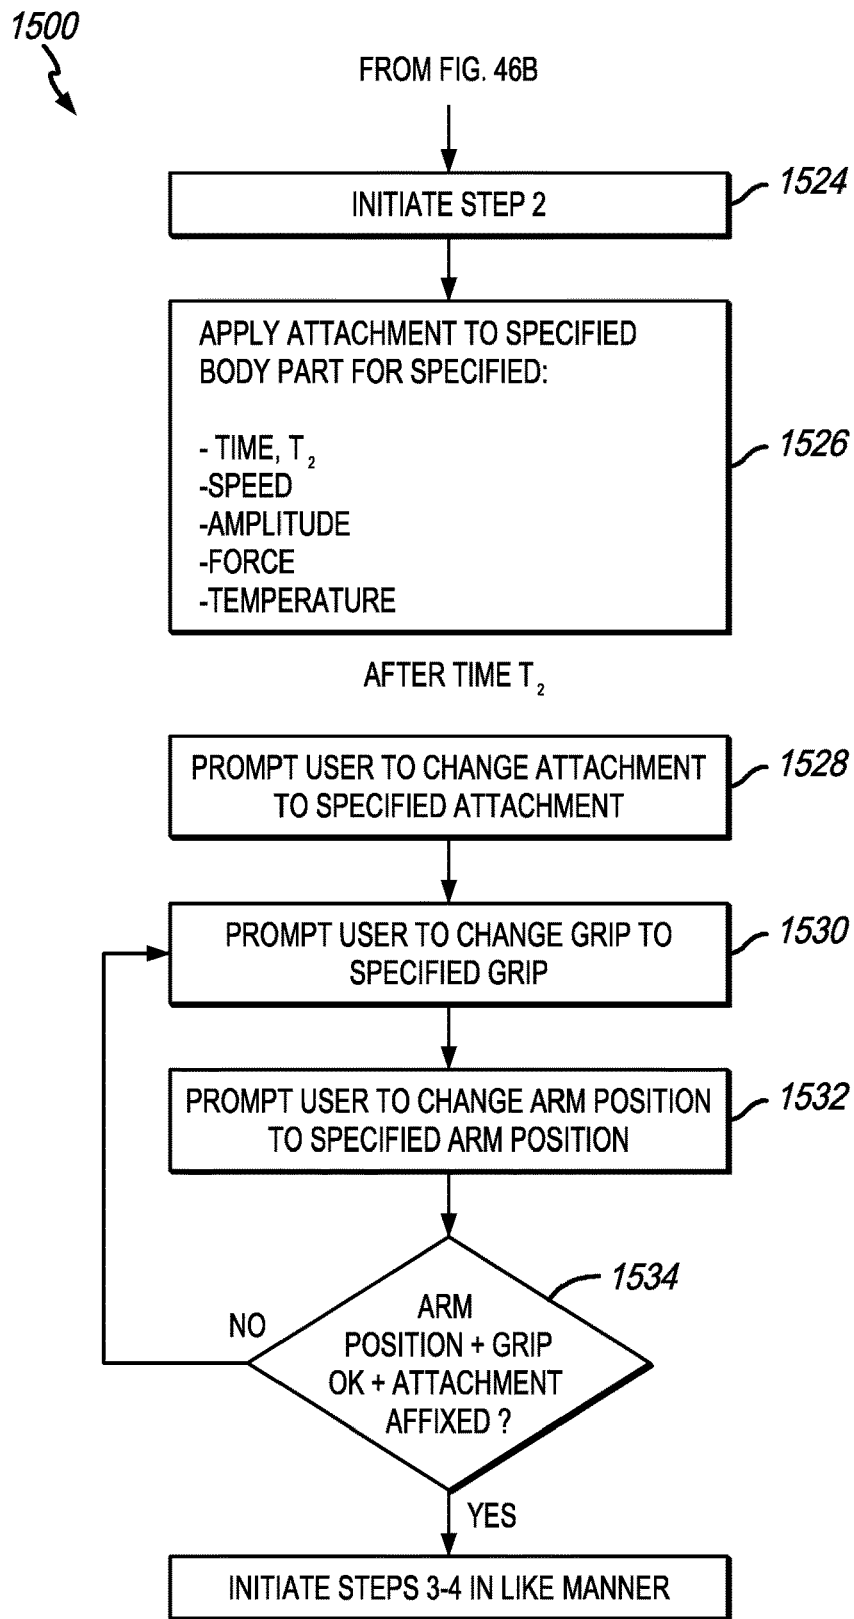 1500
FROM FIG. 46B
INITIATE STEP 2
1524
APPLY ATTACHMENT TO SPECIFIED
BODY PART FOR SPECIFIED:
- TIME, T₂
-SPEED
-AMPLITUDE
-FORCE
-TEMPERATURE
1526
AFTER TIME T₂
PROMPT USER TO CHANGE ATTACHMENT
TO SPECIFIED ATTACHMENT
1528
PROMPT USER TO CHANGE GRIP TO
SPECIFIED GRIP
1530
PROMPT USER TO CHANGE ARM POSITION
TO SPECIFIED ARM POSITION
1532
1534
ARM
POSITION + GRIP
OK + ATTACHMENT
AFFIXED ?
NO
YES
INITIATE STEPS 3-4 IN LIKE MANNER